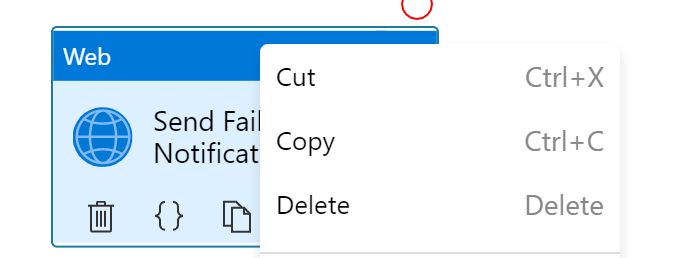 Web
Send Fail
Notificat
Cut Ctrl+X
Copy Ctrl+C
Delete Delete